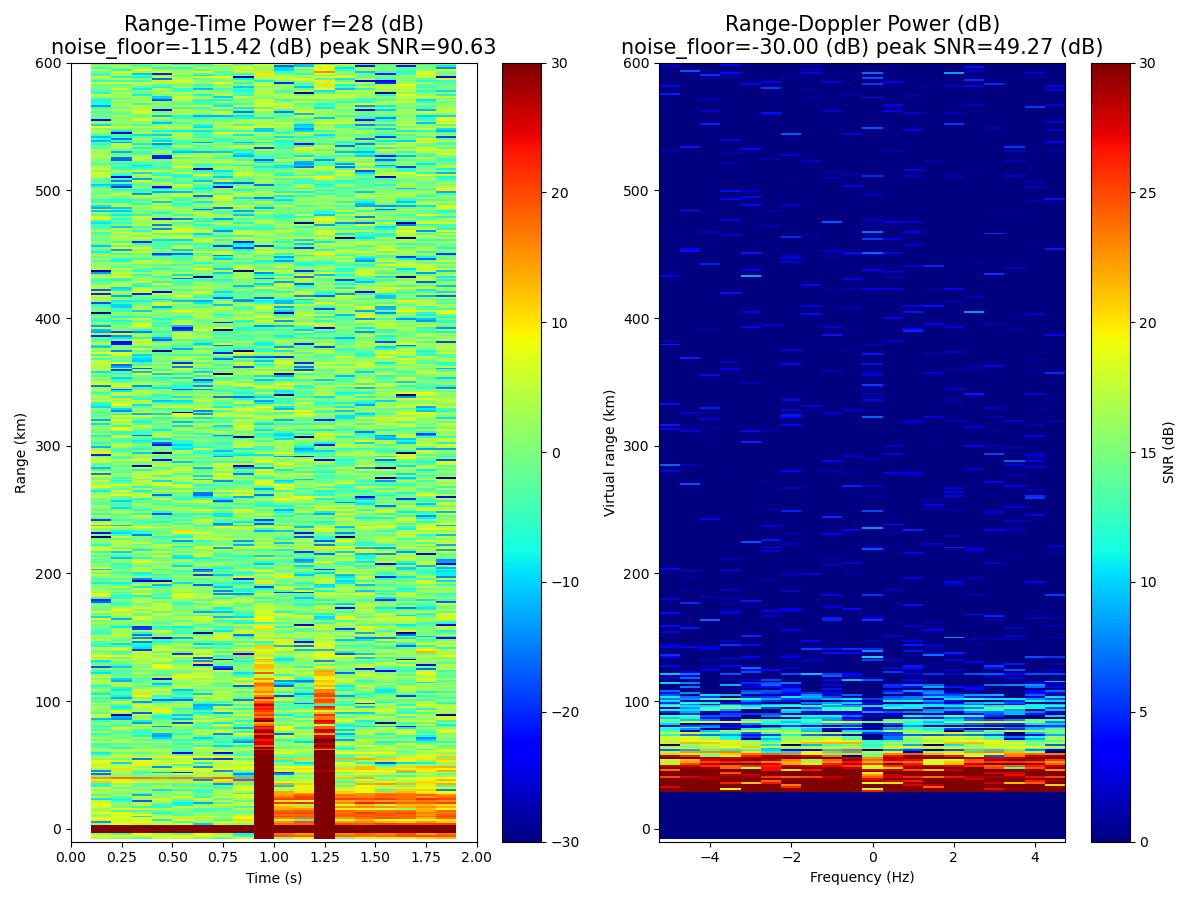 Range-Time Power f=28 (dB)
noise_floor=-115.42 (dB) peak SNR=90.63
600
500
400
300
200
100
0
Range (km)
0.00 0.25 0.50 0.75 1.00 1.25 1.50 1.75 2.00
Time (s)
30
20
10
0
−10
−20
−30
Range-Doppler Power (dB)
noise_floor=-30.00 (dB) peak SNR=49.27 (dB)
600
500
400
300
200
100
0
Virtual range (km)
−4 −2 0 2 4
Frequency (Hz)
30
25
20
15
10
5
0
SNR (dB)